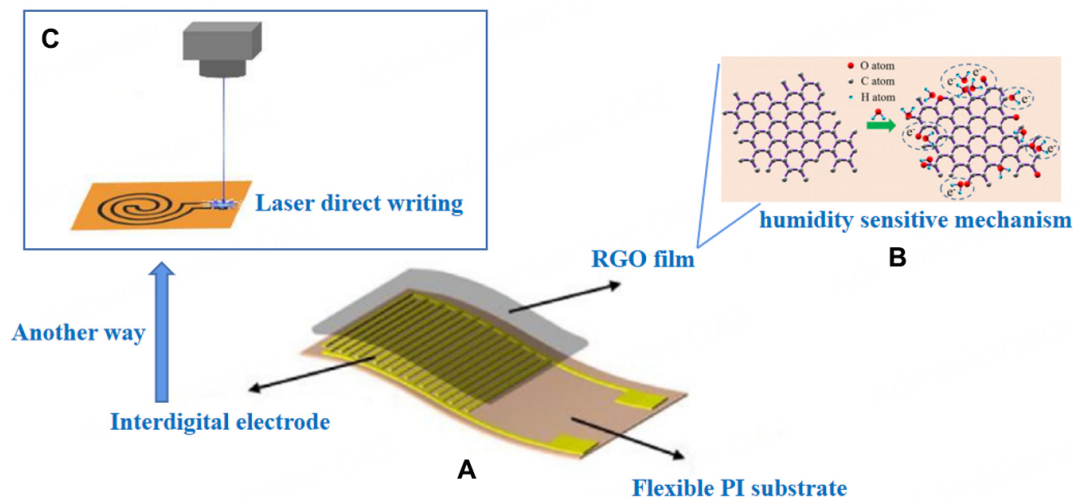 C
Laser direct writing
O atom
C atom
H atom
e⁻
e⁻
e⁻
e⁻
e⁻
e⁻
humidity sensitive mechanism
B
RGO film
Another way
Interdigital electrode
A
Flexible PI substrate